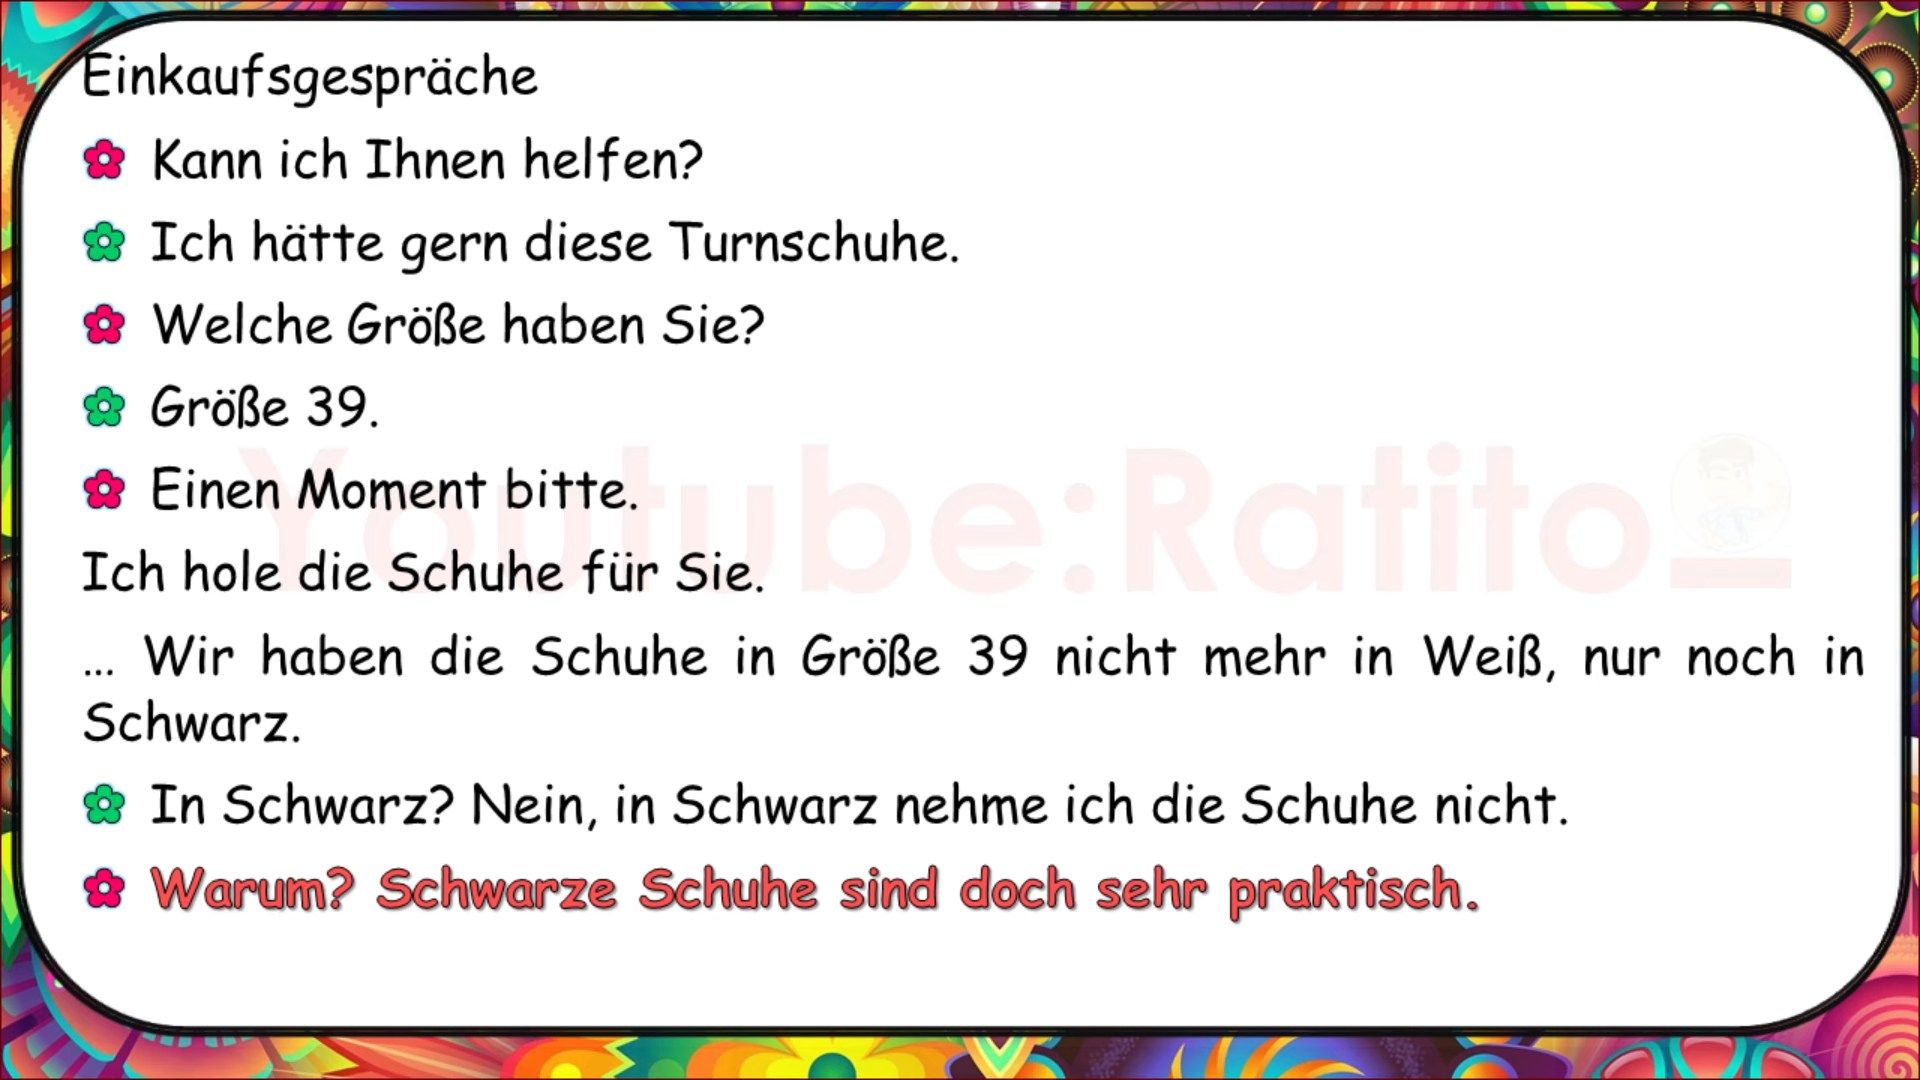 Einkaufsgespräche
Kann ich Ihnen helfen?
Ich hätte gern diese Turnschuhe.
Welche Größe haben Sie?
Größe 39.
Einen Moment bitte.
Youtube:Ratito
Ich hole die Schuhe für Sie.
... Wir haben die Schuhe in Größe 39 nicht mehr in Weiß, nur noch in
Schwarz.
In Schwarz? Nein, in Schwarz nehme ich die Schuhe nicht.
Warum? Schwarze Schuhe sind doch sehr praktisch.